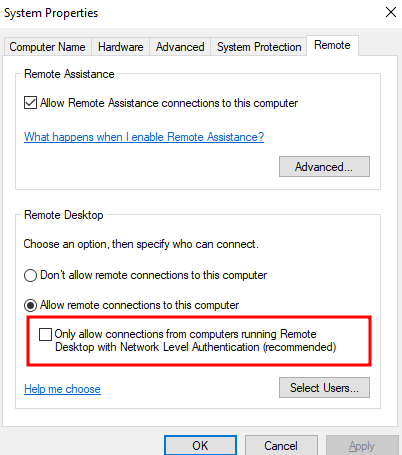 System Properties
Computer Name Hardware Advanced System Protection Remote
Remote Assistance
Allow Remote Assistance connections to this computer
What happens when I enable Remote Assistance?
Advanced...
Remote Desktop
Choose an option, then specify who can connect.
Don't allow remote connections to this computer
Allow remote connections to this computer
Only allow connections from computers running Remote
Desktop with Network Level Authentication (recommended)
Help me choose
Select Users...
OK Cancel Apply